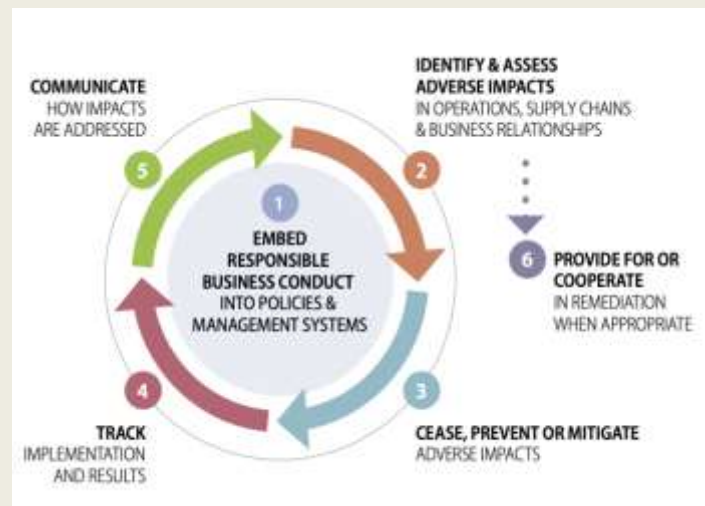 1
EMBED
RESPONSIBLE
BUSINESS CONDUCT
INTO POLICIES &
MANAGEMENT SYSTEMS
2
IDENTIFY & ASSESS
ADVERSE IMPACTS
IN OPERATIONS, SUPPLY CHAINS
& BUSINESS RELATIONSHIPS
3
CEASE, PREVENT OR MITIGATE
ADVERSE IMPACTS
4
TRACK
IMPLEMENTATION
AND RESULTS
5
COMMUNICATE
HOW IMPACTS
ARE ADDRESSED
6
PROVIDE FOR OR
COOPERATE
IN REMEDIATION
WHEN APPROPRIATE